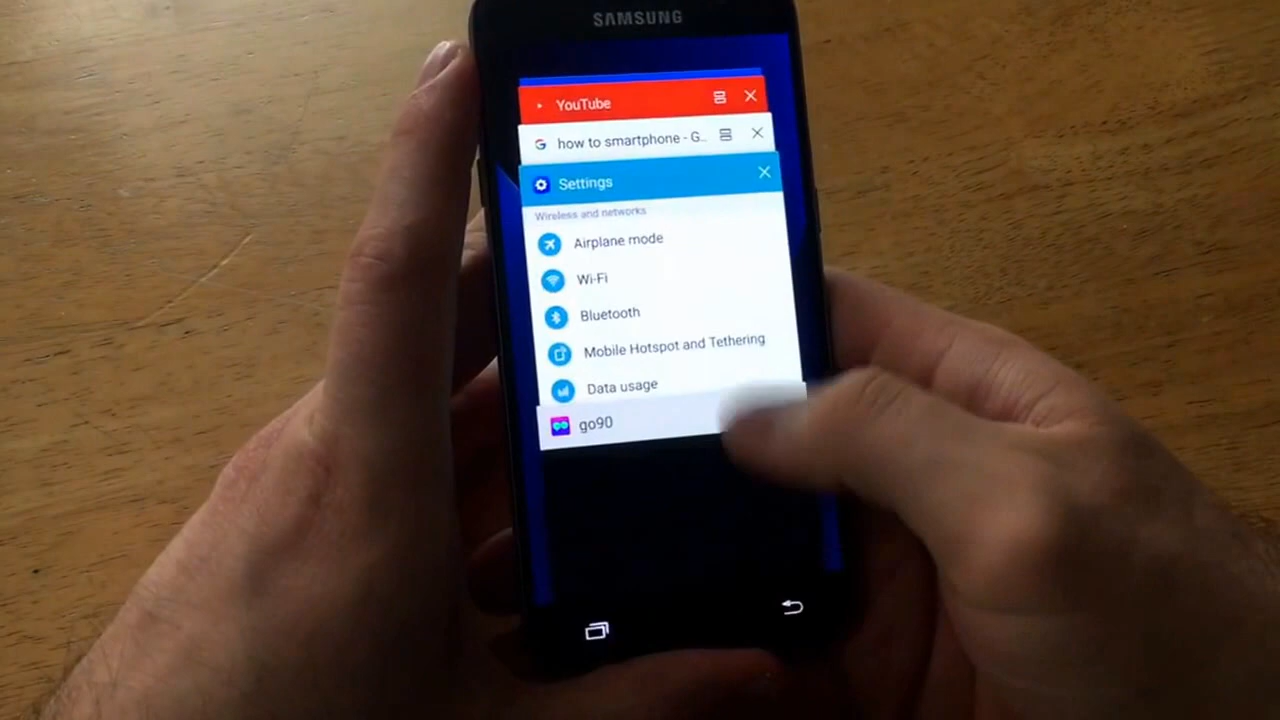 SAMSUNG
YouTube
how to smartphone - G..
Settings
Wireless and networks
Airplane mode
Wi-Fi
Bluetooth
Mobile Hotspot and Tethering
Data usage
go90